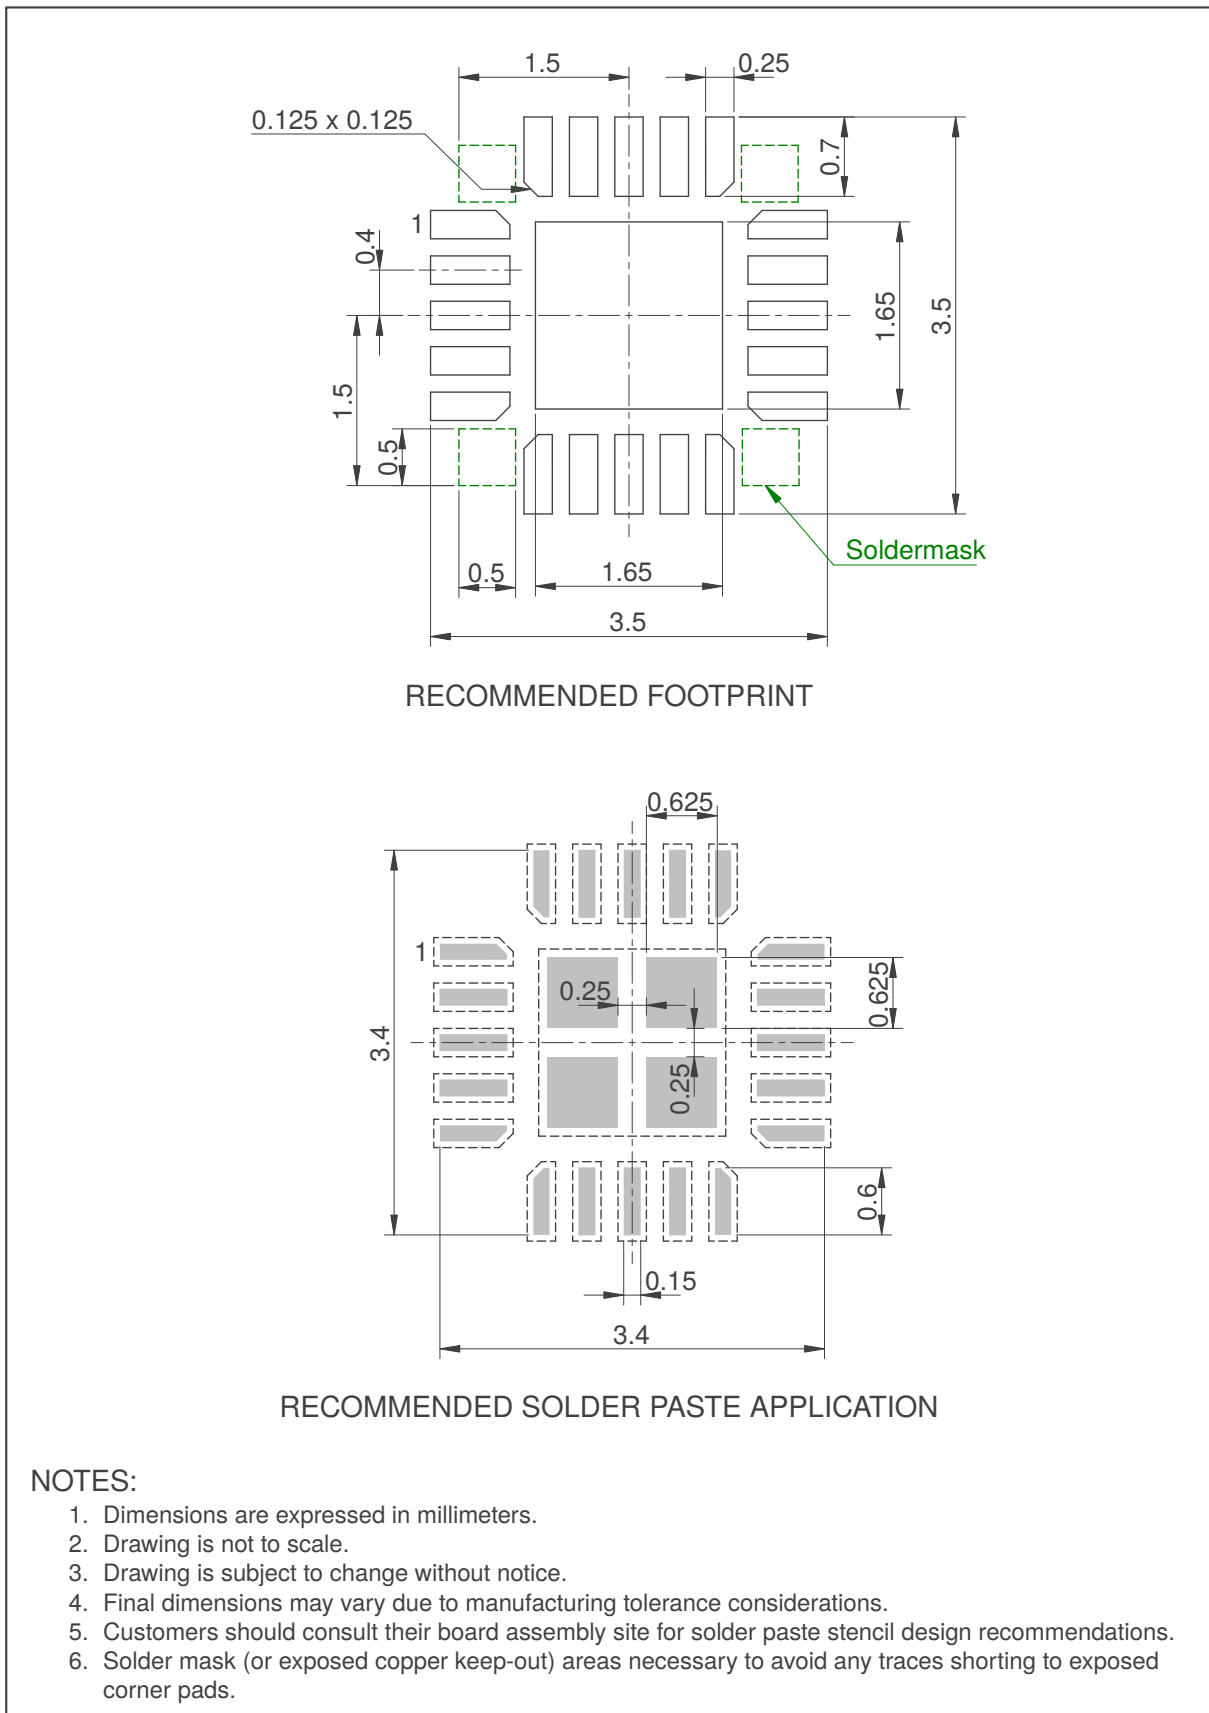 1.5
0.25
0.125 x 0.125
0.7
1
0.4
1.65
3.5
1.5
0.5
Soldermask
0.5
1.65
3.5
RECOMMENDED FOOTPRINT
0.625
1
0.25
0.625
3.4
0.25
0.6
0.15
3.4
RECOMMENDED SOLDER PASTE APPLICATION
NOTES:
1. Dimensions are expressed in millimeters.
2. Drawing is not to scale.
3. Drawing is subject to change without notice.
4. Final dimensions may vary due to manufacturing tolerance considerations.
5. Customers should consult their board assembly site for solder paste stencil design recommendations.
6. Solder mask (or exposed copper keep-out) areas necessary to avoid any traces shorting to exposed
corner pads.